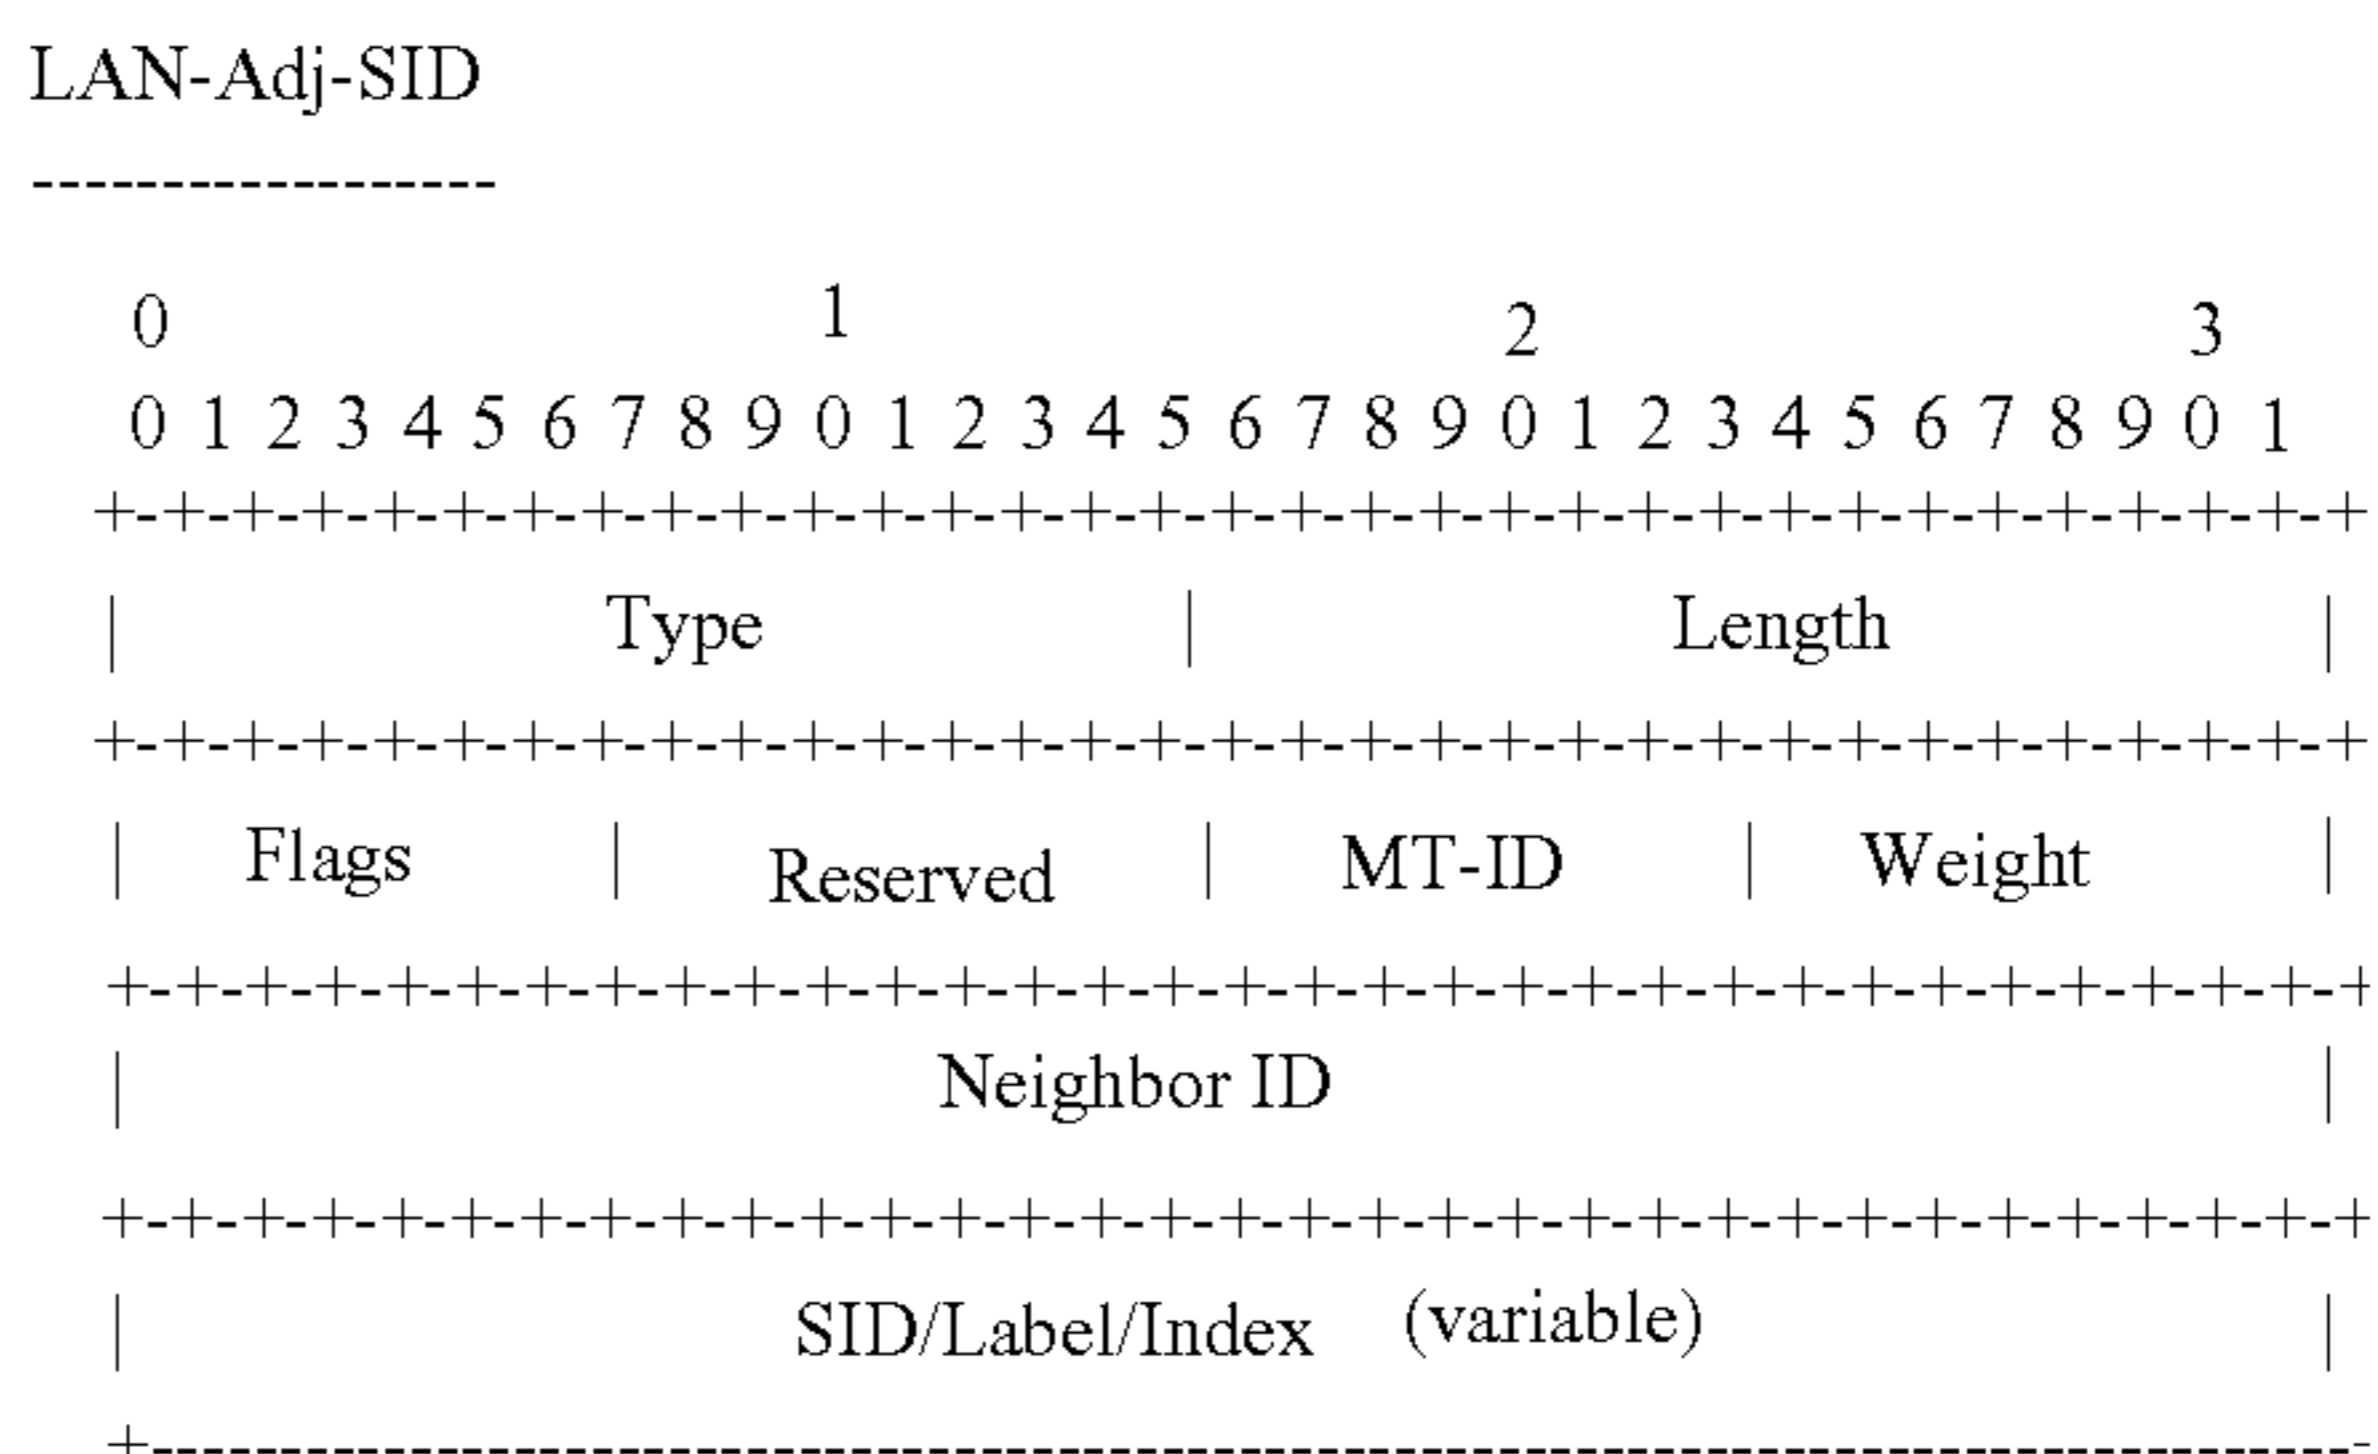 LAN-Adj-SID
------------------
0 1 2 3
0 1 2 3 4 5 6 7 8 9 0 1 2 3 4 5 6 7 8 9 0 1 2 3 4 5 6 7 8 9 0 1
+-+-+-+-+-+-+-+-+-+-+-+-+-+-+-+-+-+-+-+-+-+-+-+-+-+-+-+-+-+-+-+-+
| Type | Length |
+-+-+-+-+-+-+-+-+-+-+-+-+-+-+-+-+-+-+-+-+-+-+-+-+-+-+-+-+-+-+-+-+
| Flags | Reserved | MT-ID | Weight |
+-+-+-+-+-+-+-+-+-+-+-+-+-+-+-+-+-+-+-+-+-+-+-+-+-+-+-+-+-+-+-+-+
| Neighbor ID |
+-+-+-+-+-+-+-+-+-+-+-+-+-+-+-+-+-+-+-+-+-+-+-+-+-+-+-+-+-+-+-+-+
| SID/Label/Index (variable) |
+---------------------------------------------------------------